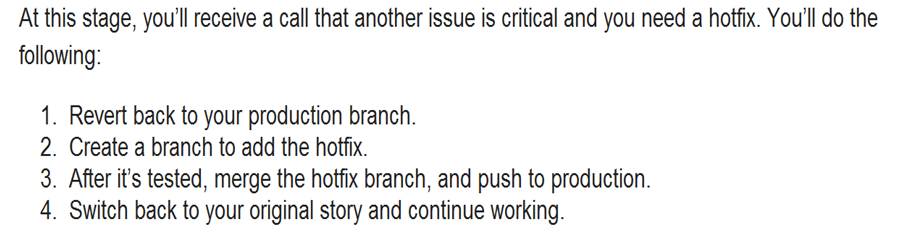 At this stage, you’ll receive a call that another issue is critical and you need a hotfix. You’ll do the
following:
1. Revert back to your production branch.
2. Create a branch to add the hotfix.
3. After it’s tested, merge the hotfix branch, and push to production.
4. Switch back to your original story and continue working.